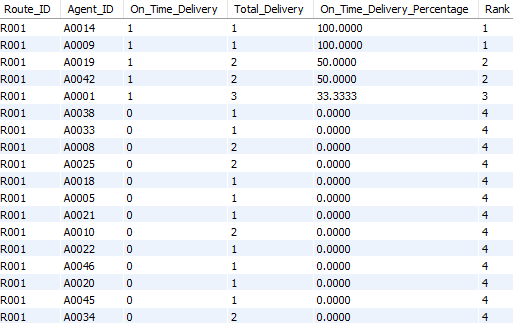 Route_ID Agent_ID On_Time_Delivery Total_Delivery On_Time_Delivery_Percentage Rank
R001 A0014 1 1 100.0000 1
R001 A0009 1 1 100.0000 1
R001 A0019 1 2 50.0000 2
R001 A0042 1 2 50.0000 2
R001 A0001 1 3 33.3333 3
R001 A0038 0 1 0.0000 4
R001 A0033 0 1 0.0000 4
R001 A0008 0 2 0.0000 4
R001 A0025 0 2 0.0000 4
R001 A0018 0 1 0.0000 4
R001 A0005 0 1 0.0000 4
R001 A0021 0 1 0.0000 4
R001 A0010 0 2 0.0000 4
R001 A0022 0 1 0.0000 4
R001 A0046 0 1 0.0000 4
R001 A0020 0 1 0.0000 4
R001 A0045 0 1 0.0000 4
R001 A0034 0 2 0.0000 4